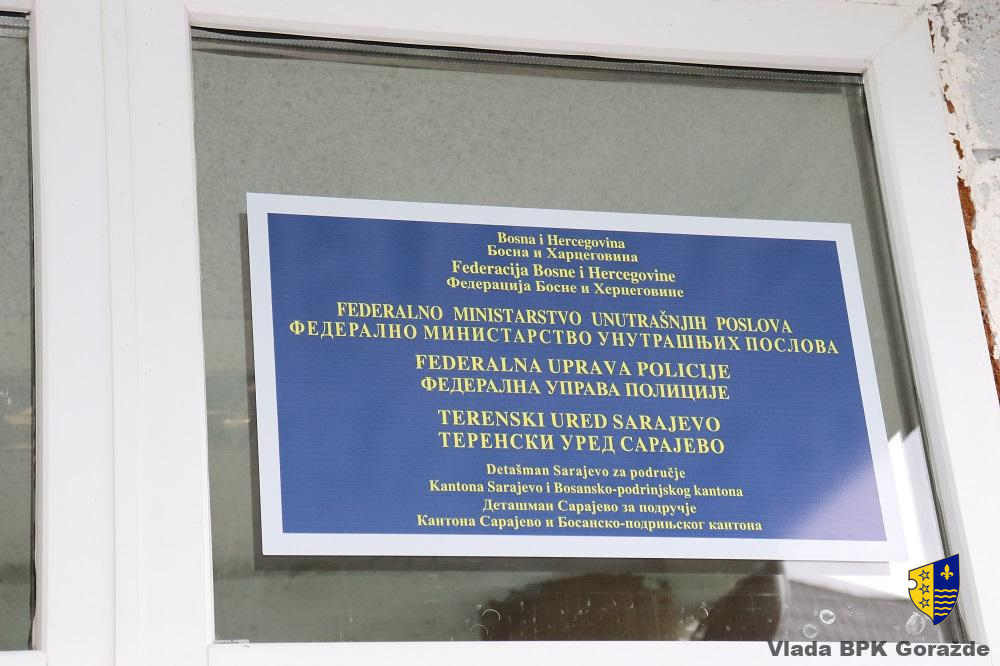 Bosna i Hercegovina
Босна и Харцеговина
Federacija Bosne i Hercegovine
Федерација Босне и Херцеговине
FEDERALNO MINISTARSTVO UNUTRAŠNJIH POSLOVA
ФЕДЕРАЛНО МИНИСТАРСТВО УНУТРАШЊИХ ПОСЛОВА
FEDERALNA UPRAVA POLICIJE
ФЕДЕРАЛНА УПРАВА ПОЛИЦИЈЕ
TERENSKI URED SARAJEVO
ТЕРЕНСКИ УРЕД САРАЈЕВО
Detašman Sarajevo za područje
Kantona Sarajevo i Bosansko-podrinjskog kantona
Деташман Сарајево за подручје
Кантона Сарајево и Босанско-подрињског кантона
Vlada BPK Goražde